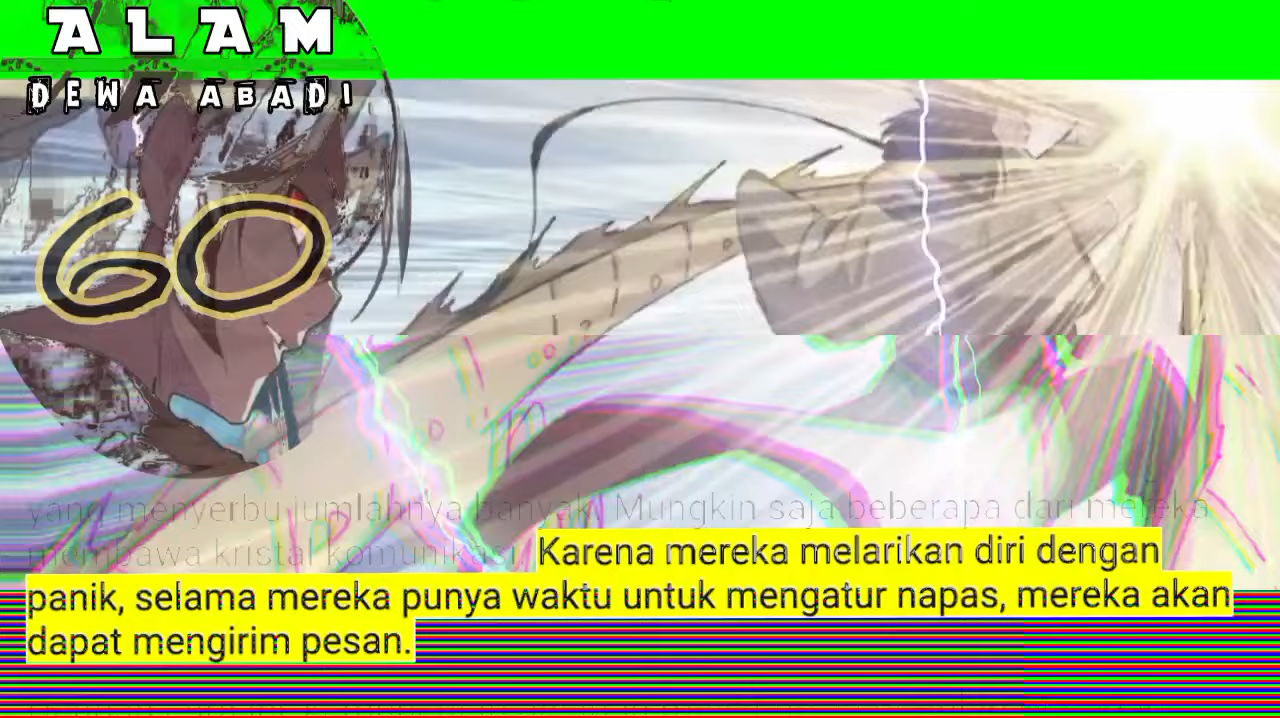 ALAM
DEWA ABADI
60
yang menyerbu jumlahnya banyak. Mungkin saja beberapa dari mereka
membawa kristal komunikasi. Karena mereka melarikan diri dengan
panik, selama mereka punya waktu untuk mengatur napas, mereka akan
dapat mengirim pesan.